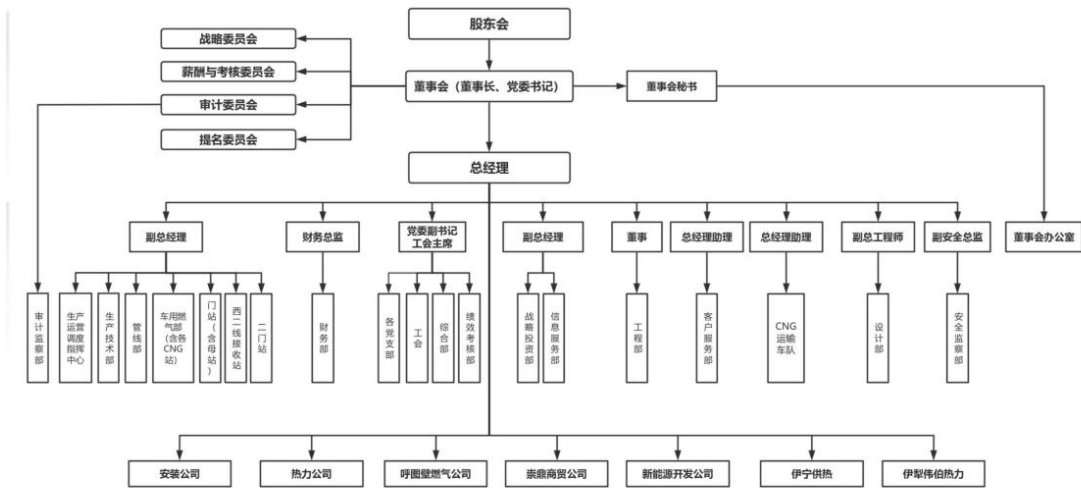 股东会
战略委员会
薪酬与考核委员会
董事会（董事长、党委书记）
董事会秘书
审计委员会
提名委员会
总经理
副总经理
财务总监
党委副书记
工会主席
副总经理
董事
总经理助理
总经理助理
副总工程师
副安全总监
董事会办公室
审计监察部
生产
运营
调度
指挥
中心
生产技术部
管线部
车用燃
气部
（含各
CNG
站）
门站（含母站）
西二线接收站
二门站
财务部
各党支部
工会
综合部
绩效考核部
战略投资部
信息服务部
工程部
客户服务部
CNG
运输
车队
设计部
安全监察部
安装公司
热力公司
呼图壁燃气公司
崇鼎商贸公司
新能源开发公司
伊宁供热
伊犁伟伯热力